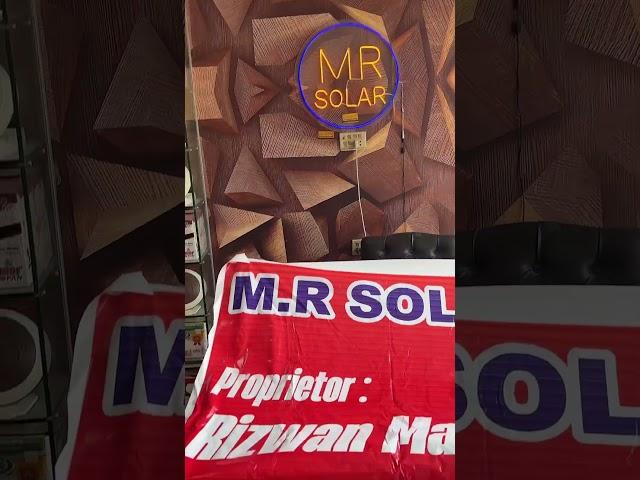 MR
SOLAR
M.R SOL
Proprietor :
Rizwan Ma